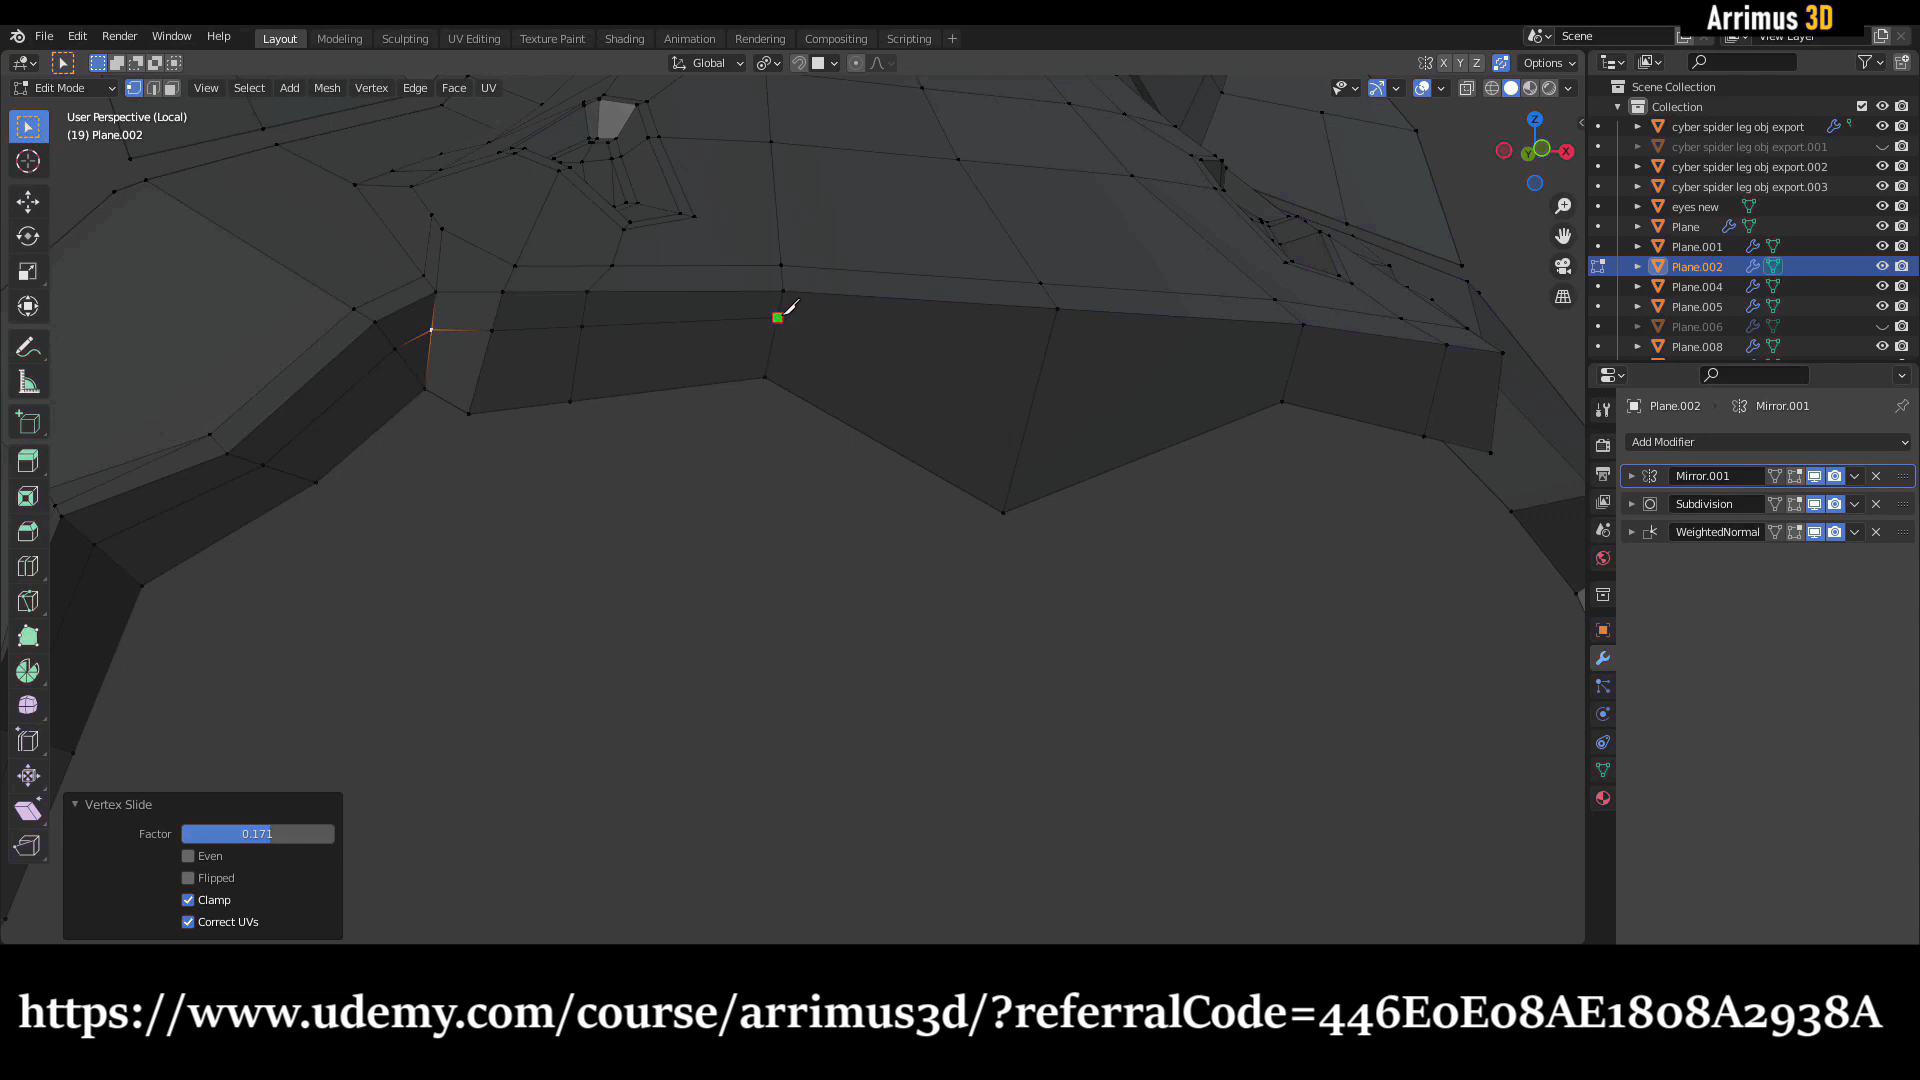 Arrimus 3D
File Edit Render Window Help
Layout Modeling Sculpting UV Editing Texture Paint Shading Animation Rendering Compositing Scripting
Scene
View Layer
Global
X Y Z
Options
Edit Mode
View Select Add Mesh Vertex Edge Face UV
User Perspective (Local)
(19) Plane.002
Z
X
Y
Scene Collection
Collection
cyber spider leg obj export
cyber spider leg obj export.001
cyber spider leg obj export.002
cyber spider leg obj export.003
eyes new
Plane
Plane.001
Plane.002
Plane.004
Plane.005
Plane.006
Plane.008
Plane.002 Mirror.001
Add Modifier
Mirror.001
Subdivision
WeightedNormal
Vertex Slide
Factor 0.171
Even
Flipped
Clamp
Correct UVs
https://www.udemy.com/course/arrimus3d/?referralCode=446E0E08AE1808A2938A